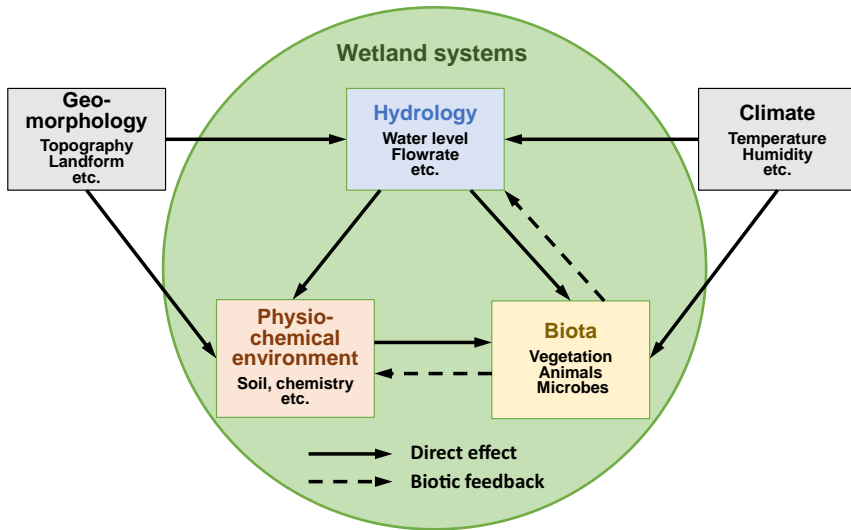 Wetland systems
Geo-
morphology
Topography
Landform
etc.
Hydrology
Water level
Flowrate
etc.
Climate
Temperature
Humidity
etc.
Physio-
chemical
environment
Soil, chemistry
etc.
Biota
Vegetation
Animals
Microbes
Direct effect
Biotic feedback